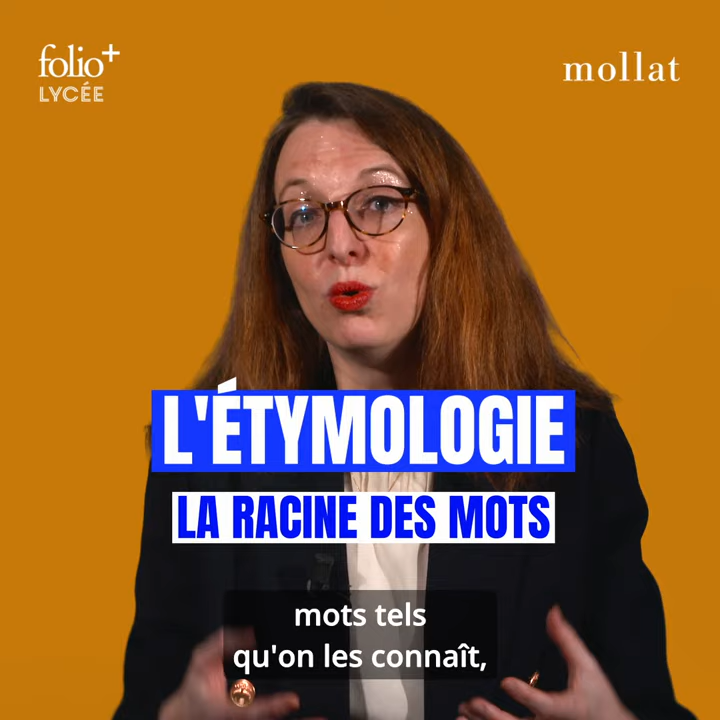 folio+
LYCÉE
mollat
L'ÉTYMOLOGIE
LA RACINE DES MOTS
mots tels
qu'on les connaît,